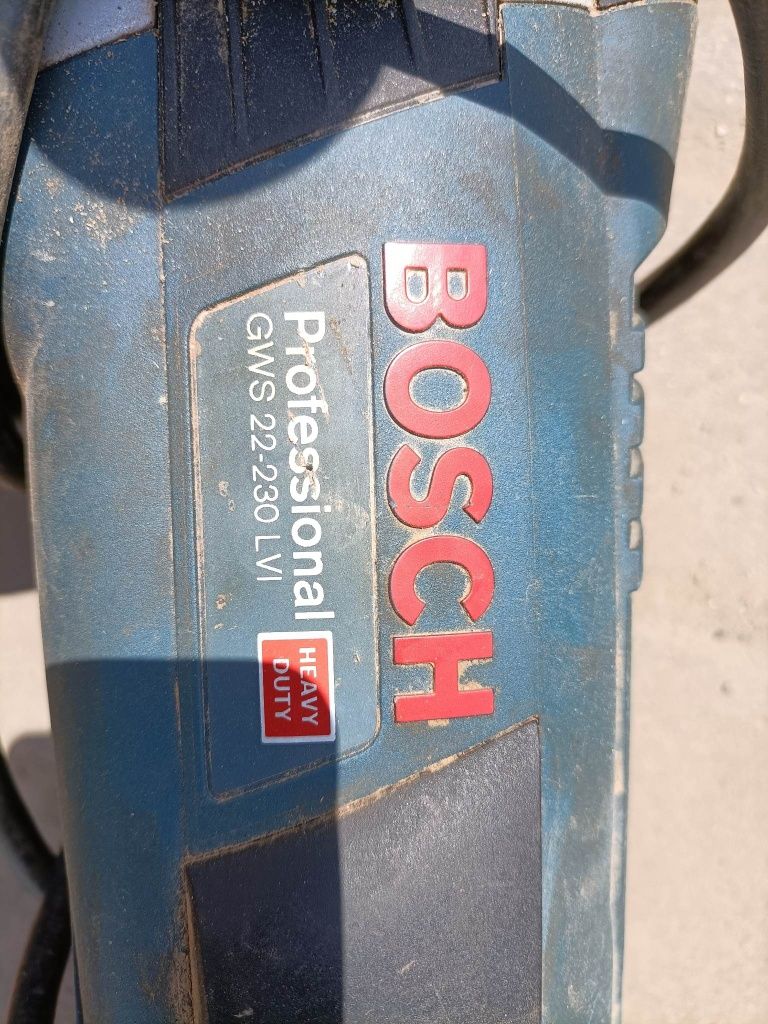 BOSCH
Professional
GWS 22-230 LVI
HEAVY
DUTY